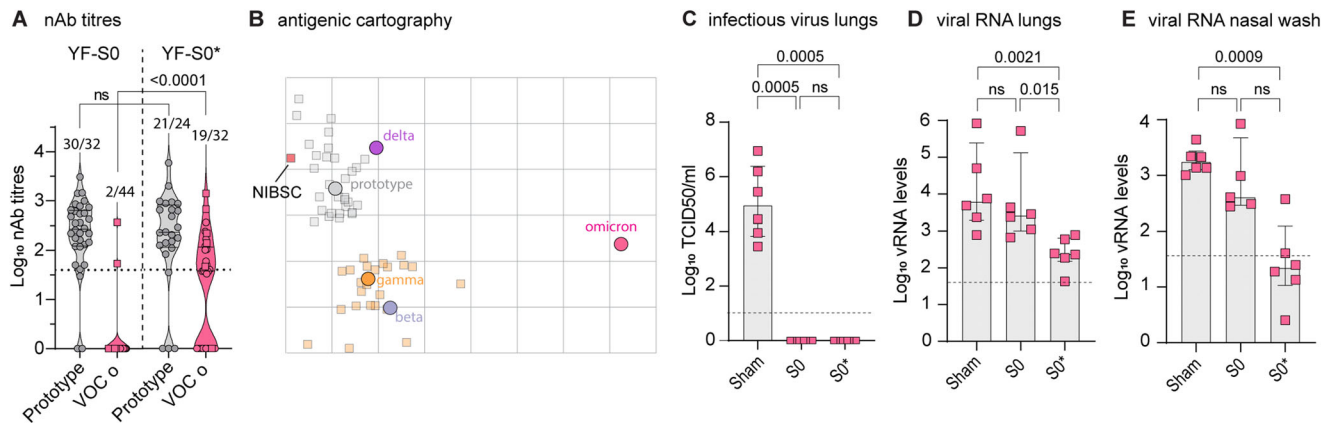 A nAb titres
YF-S0 YF-S0*
<0.0001
ns
30/32 2/44 21/24 19/32
Log₁₀ nAb titres
4
3
2
1
0
Prototype VOC o Prototype VOC o
B antigenic cartography
delta
NIBSC prototype
omicron
gamma
beta
C infectious virus lungs
0.0005
0.0005 ns
Log₁₀ TCID50/ml
8
6
4
2
0
Sham S0 S0*
D viral RNA lungs
0.0021
ns 0.015
Log₁₀ vRNA levels
6
5
4
3
2
1
Sham S0 S0*
E viral RNA nasal wash
0.0009
ns ns
Log₁₀ vRNA levels
4
3
2
1
0
Sham S0 S0*